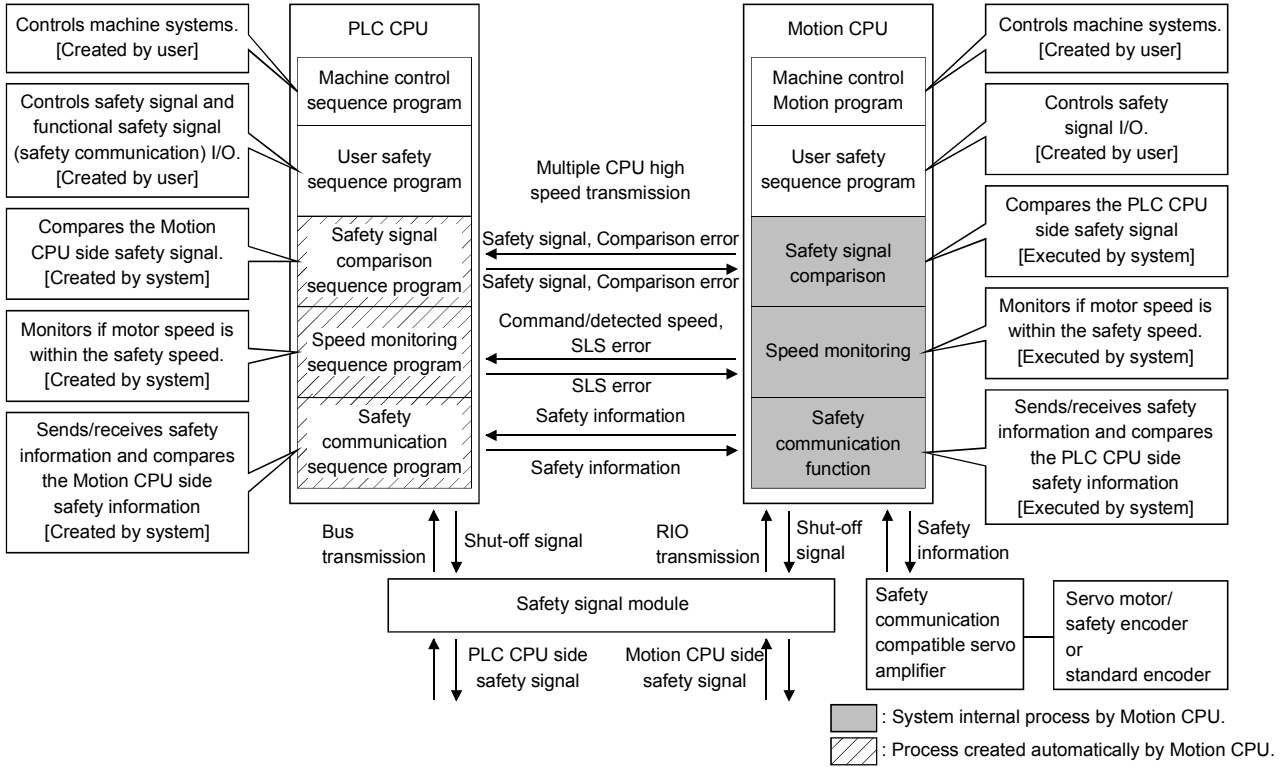 Controls machine systems.
[Created by user]
Controls safety signal and
functional safety signal
(safety communication) I/O.
[Created by user]
Compares the Motion
CPU side safety signal.
[Created by system]
Monitors if motor speed is
within the safety speed.
[Created by system]
Sends/receives safety
information and compares
the Motion CPU side
safety information
[Created by system]
PLC CPU
Machine control
sequence program
User safety
sequence program
Safety signal
comparison
sequence program
Speed monitoring
sequence program
Safety
communication
sequence program
Multiple CPU high
speed transmission
Safety signal, Comparison error
Safety signal, Comparison error
Command/detected speed,
SLS error
SLS error
Safety information
Safety information
Motion CPU
Machine control
Motion program
User safety
sequence program
Safety signal
comparison
Speed monitoring
Safety
communication
function
Controls machine systems.
[Created by user]
Controls safety
signal I/O.
[Created by user]
Compares the PLC CPU
side safety signal
[Executed by system]
Monitors if motor speed is
within the safety speed.
[Executed by system]
Sends/receives safety
information and compares
the PLC CPU side
safety information
[Executed by system]
Bus
transmission
Shut-off signal
RIO
transmission
Shut-off
signal
Safety
information
Safety signal module
PLC CPU side
safety signal
Motion CPU side
safety signal
Safety
communication
compatible servo
amplifier
Servo motor/
safety encoder
or
standard encoder
: System internal process by Motion CPU.
: Process created automatically by Motion CPU.